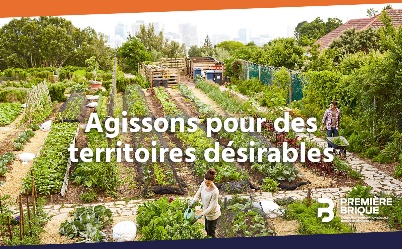 Agissons pour des
territoires désirables
PREMIÈRE
BRIQUE